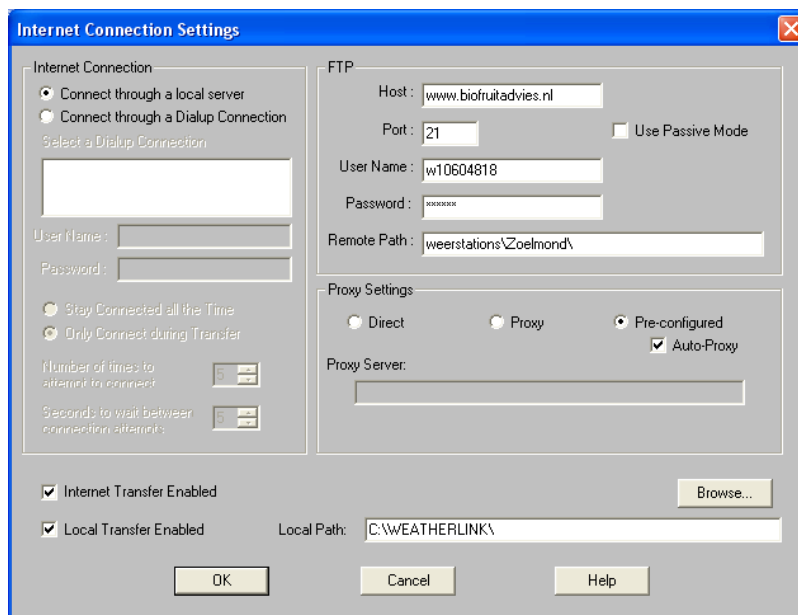 Internet Connection Settings
Internet Connection
Connect through a local server
Connect through a Dialup Connection
Select a Dialup Connection
User Name :
Password :
Stay Connected all the Time
Only Connect during Transfer
Number of times to
attempt to connect
5
Seconds to wait between
connection attempts
5
FTP
Host : www.biofruitadvies.nl
Port : 21 Use Passive Mode
User Name : w10604818
Password : ******
Remote Path : weerstations\Zoelmond\
Proxy Settings
Direct Proxy Pre-configured
Auto-Proxy
Proxy Server:
Internet Transfer Enabled Browse...
Local Transfer Enabled Local Path: C:\WEATHERLINK\
OK Cancel Help